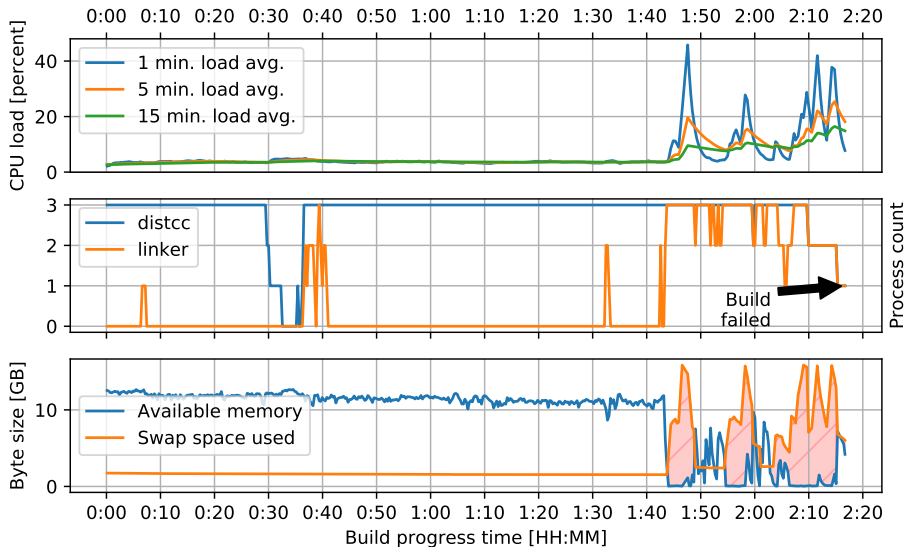 0:00 0:10 0:20 0:30 0:40 0:50 1:00 1:10 1:20 1:30 1:40 1:50 2:00 2:10 2:20
CPU load [percent]
40
20
0
1 min. load avg.
5 min. load avg.
15 min. load avg.
3
2
1
0
distcc
linker
Build
failed
Process count
Byte size [GB]
10
0
Available memory
Swap space used
0:00 0:10 0:20 0:30 0:40 0:50 1:00 1:10 1:20 1:30 1:40 1:50 2:00 2:10 2:20
Build progress time [HH:MM]